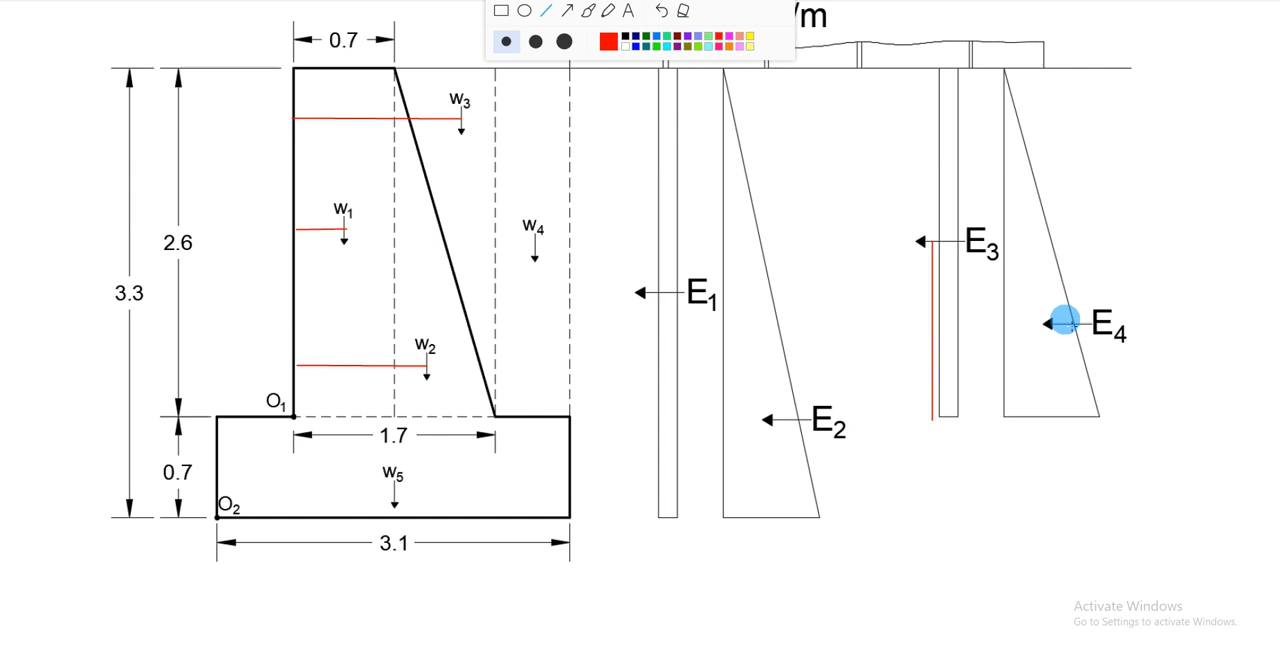 A
/m
0.7
W3
W1
W4
2.6
E3
3.3
E1
E4
W2
O1
E2
1.7
0.7
W5
O2
3.1
Activate Windows
Go to Settings to activate Windows.